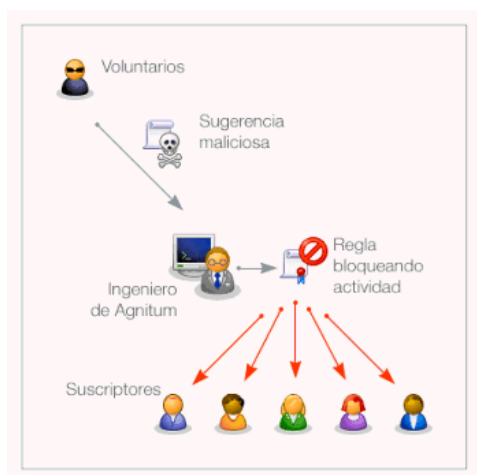 Voluntarios
Sugerencia
maliciosa
Regla
bloqueando
actividad
Ingeniero
de Agnitum
Suscriptores